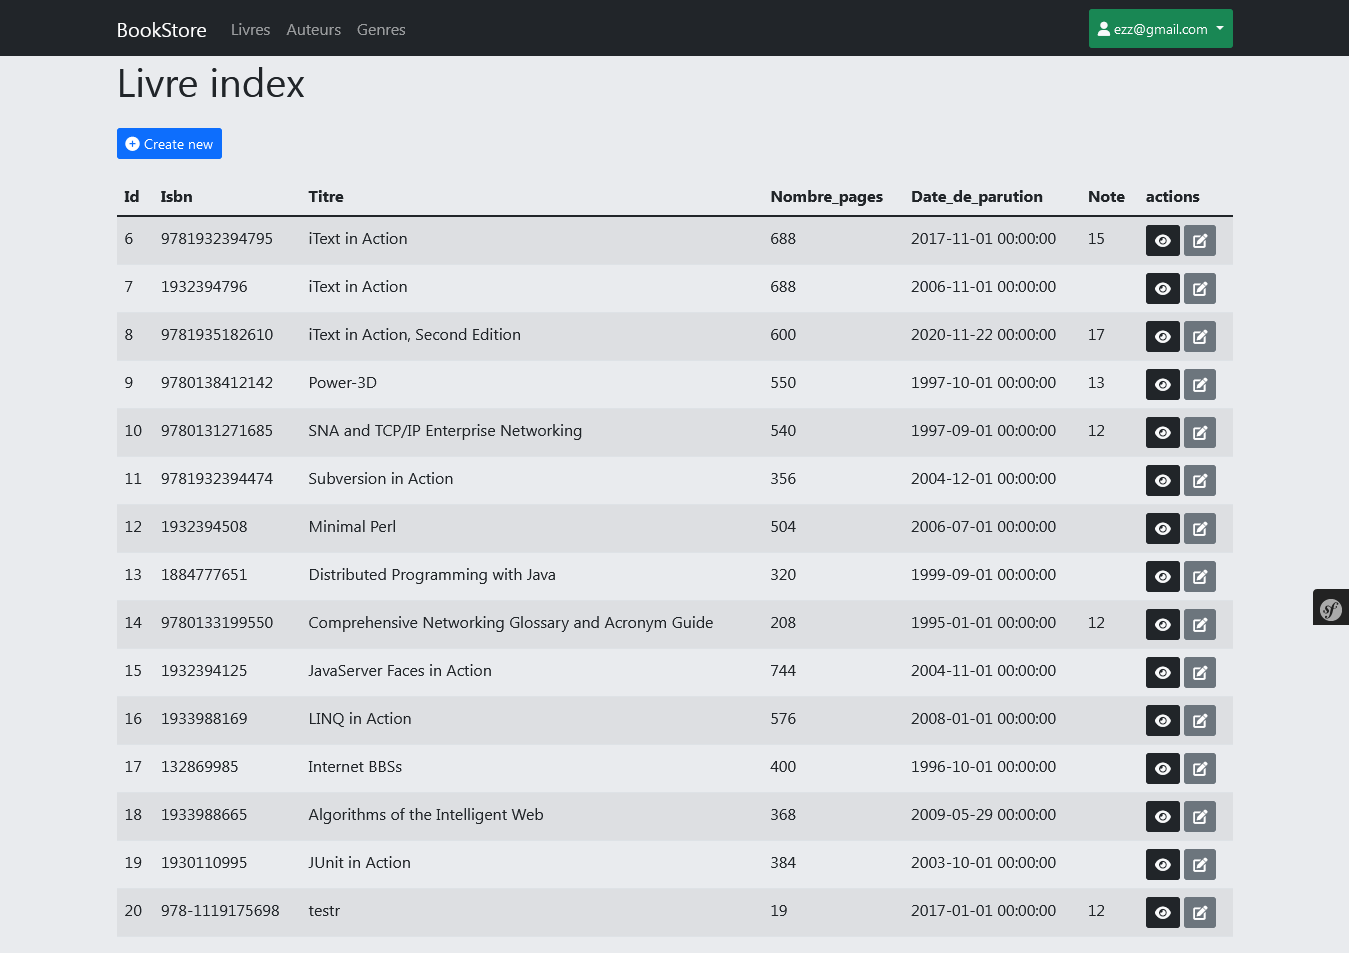 BookStore Livres Auteurs Genres ezz@gmail.com
Livre index
Create new
Id Isbn Titre Nombre_pages Date_de_parution Note actions
6 9781932394795 iText in Action 688 2017-11-01 00:00:00 15
7 1932394796 iText in Action 688 2006-11-01 00:00:00
8 9781935182610 iText in Action, Second Edition 600 2020-11-22 00:00:00 17
9 9780138412142 Power-3D 550 1997-10-01 00:00:00 13
10 9780131271685 SNA and TCP/IP Enterprise Networking 540 1997-09-01 00:00:00 12
11 9781932394474 Subversion in Action 356 2004-12-01 00:00:00
12 1932394508 Minimal Perl 504 2006-07-01 00:00:00
13 1884777651 Distributed Programming with Java 320 1999-09-01 00:00:00
14 9780133199550 Comprehensive Networking Glossary and Acronym Guide 208 1995-01-01 00:00:00 12
15 1932394125 JavaServer Faces in Action 744 2004-11-01 00:00:00
16 1933988169 LINQ in Action 576 2008-01-01 00:00:00
17 132869985 Internet BBSs 400 1996-10-01 00:00:00
18 1933988665 Algorithms of the Intelligent Web 368 2009-05-29 00:00:00
19 1930110995 JUnit in Action 384 2003-10-01 00:00:00
20 978-1119175698 testr 19 2017-01-01 00:00:00 12
sf